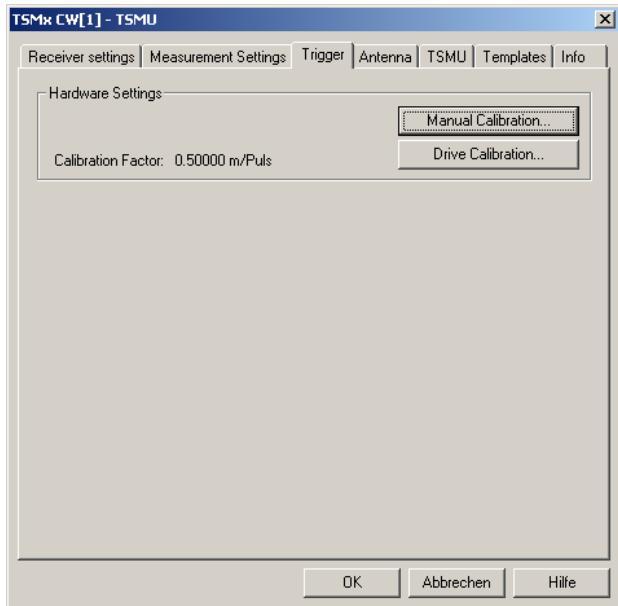 TSMx CW[1] - TSMU
Receiver settings Measurement Settings Trigger Antenna TSMU Templates Info
Hardware Settings
Manual Calibration...
Calibration Factor: 0.50000 m/Puls
Drive Calibration...
OK Abbrechen Hilfe